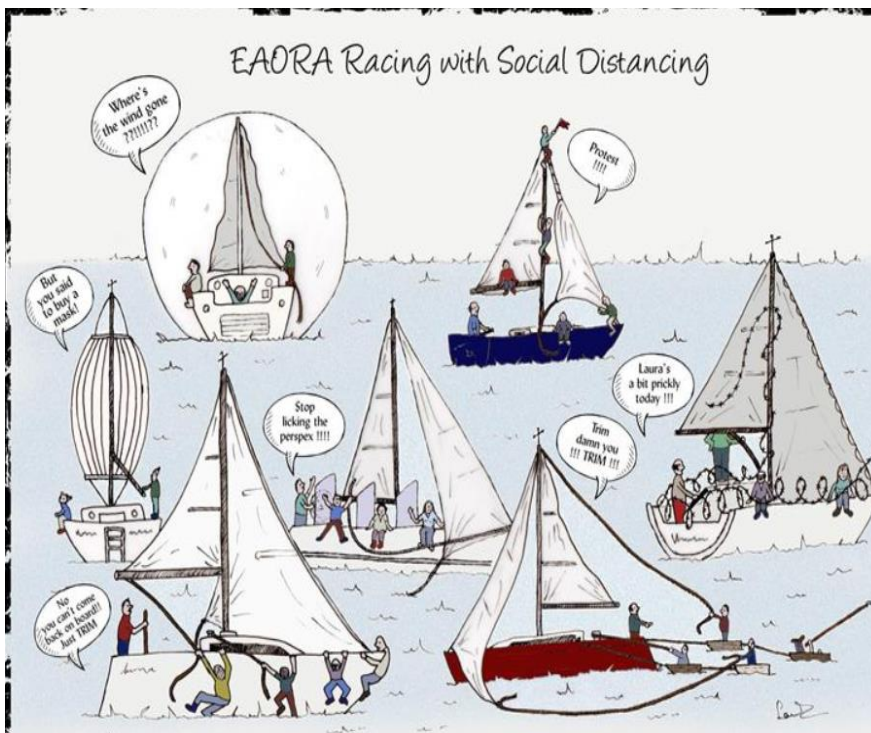 EAORA Racing with Social Distancing
Where's
the wind gone
??!!!!??
Protest
!!!!
But
you said
to buy a
mask!
Laura's
a bit prickly
today !!!
Stop
licking the
perspex !!!!
Trim
damn you
!!! TRIM !!!
No
you can't come
back on board!!
Just TRIM